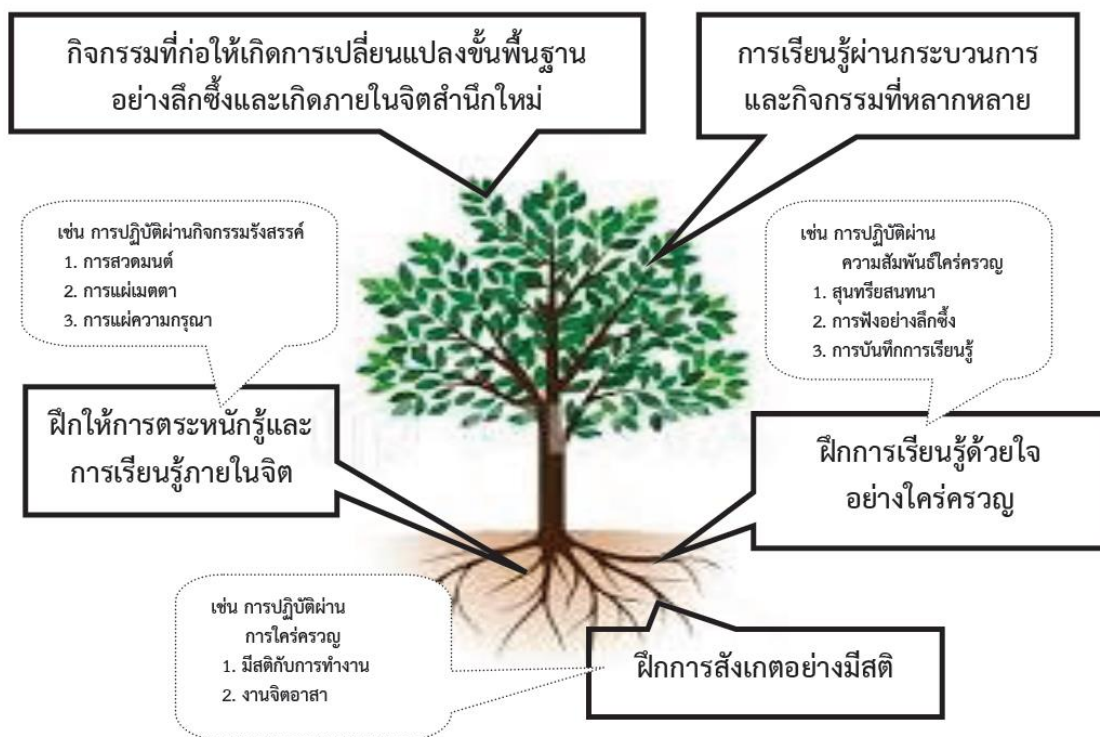 กิจกรรมที่ก่อให้เกิดการเปลี่ยนแปลงขั้นพื้นฐาน
อย่างลึกซึ้งและเกิดภายในจิตสำนึกใหม่
การเรียนรู้ผ่านกระบวนการ
และกิจกรรมที่หลากหลาย
เช่น การปฏิบัติผ่านกิจกรรมรังสรรค์
1. การสวดมนต์
2. การแผ่เมตตา
3. การแผ่ความกรุณา
เช่น การปฏิบัติผ่าน
ความสัมพันธ์ใคร่ครวญ
1. สุนทรียสนทนา
2. การฟังอย่างลึกซึ้ง
3. การบันทึกการเรียนรู้
ฝึกให้การตระหนักรู้และ
การเรียนรู้ภายในจิต
ฝึกการเรียนรู้ด้วยใจ
อย่างใคร่ครวญ
เช่น การปฏิบัติผ่าน
การใคร่ครวญ
1. มีสติกับการทำงาน
2. งานจิตอาสา
ฝึกการสังเกตอย่างมีสติ